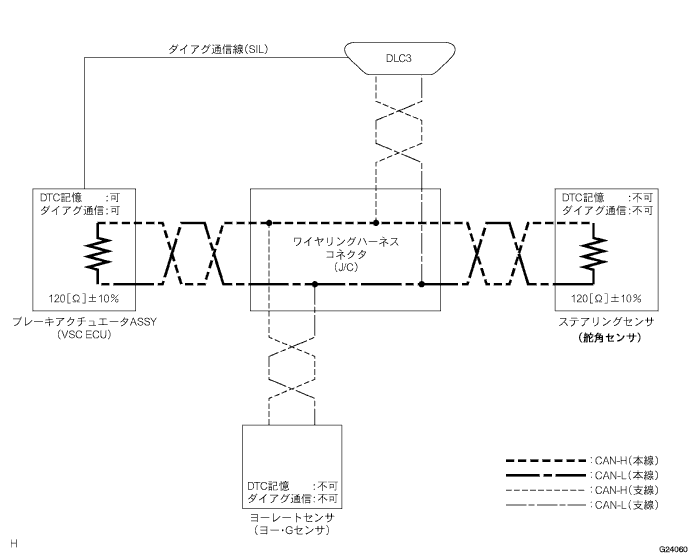 ダイアグ通信線(SIL)
DLC3
DTC記憶　:可
ダイアグ通信:可
120[Ω]±10%
ブレーキアクチュエータASSY
(VSC ECU)
ワイヤリングハーネス
コネクタ
(J/C)
DTC記憶　:不可
ダイアグ通信:不可
120[Ω]±10%
ステアリングセンサ
(舵角センサ)
DTC記憶　:不可
ダイアグ通信:不可
ヨーレートセンサ
(ヨー・Gセンサ)
:CAN-H(本線)
:CAN-L(本線)
:CAN-H(支線)
:CAN-L(支線)
H
G24060